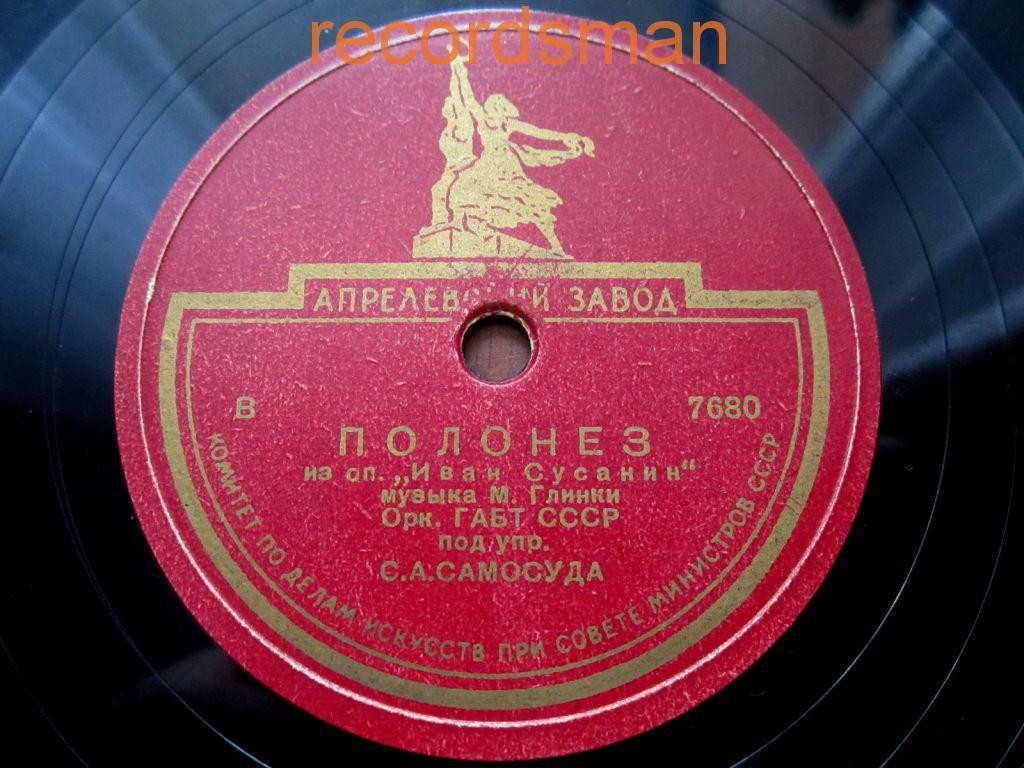 recordsman
АПРЕЛЕВСКИЙ ЗАВОД
В 7680
ПОЛОНЕЗ
из оп. „Иван Сусанин“
музыка М. Глинки
Орк. ГАБТ СССР
под упр.
С.А.САМОСУДА
КОМИТЕТ ПО ДЕЛАМ ИСКУССТВ ПРИ СОВЕТЕ МИНИСТРОВ СССР